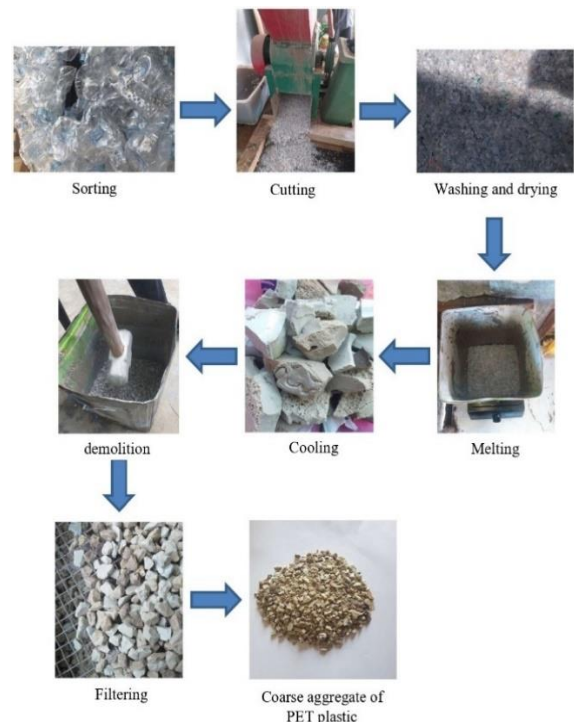 Sorting
Cutting
Washing and drying
demolition
Cooling
Melting
Filtering
Coarse aggregate of
PET plastic